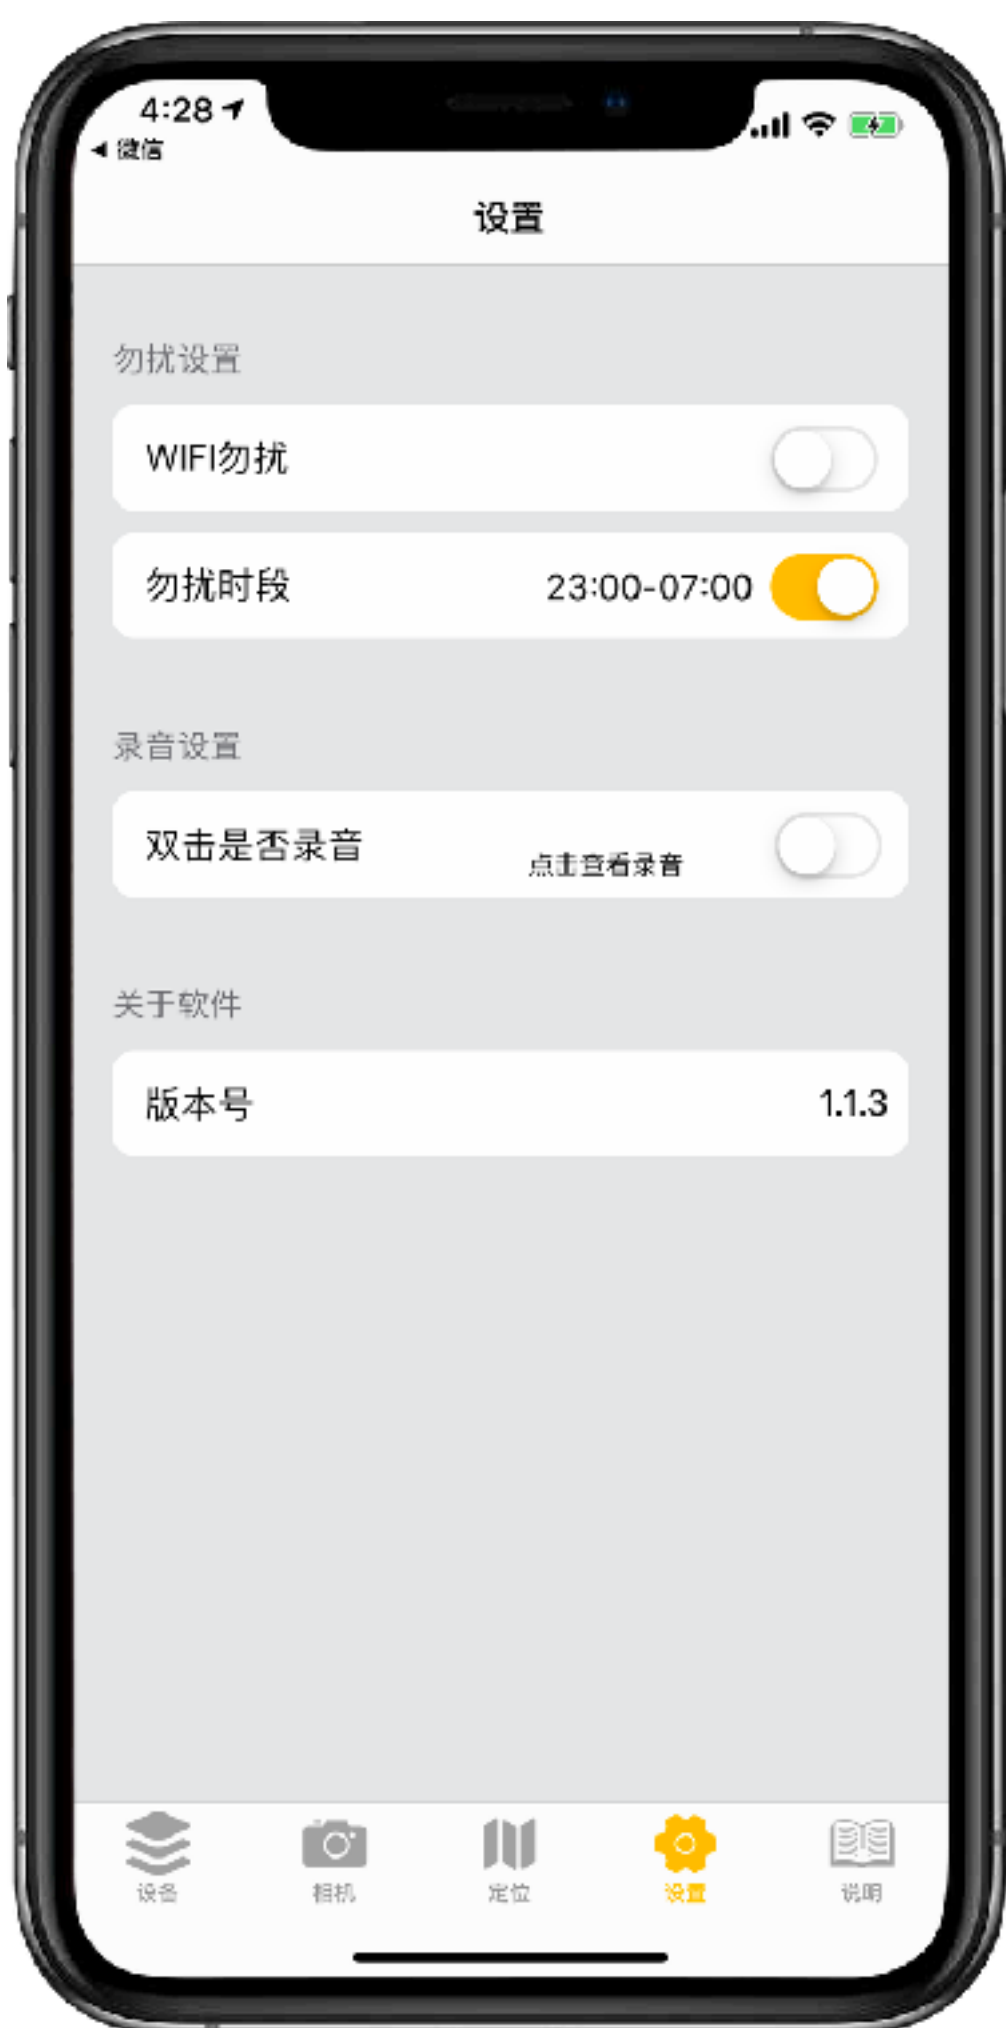 4:28
微信
设置
勿扰设置
WIFI勿扰
勿扰时段 23:00-07:00
录音设置
双击是否录音 点击查看录音
关于软件
版本号 1.1.3
设备 相机 定位 设置 说明